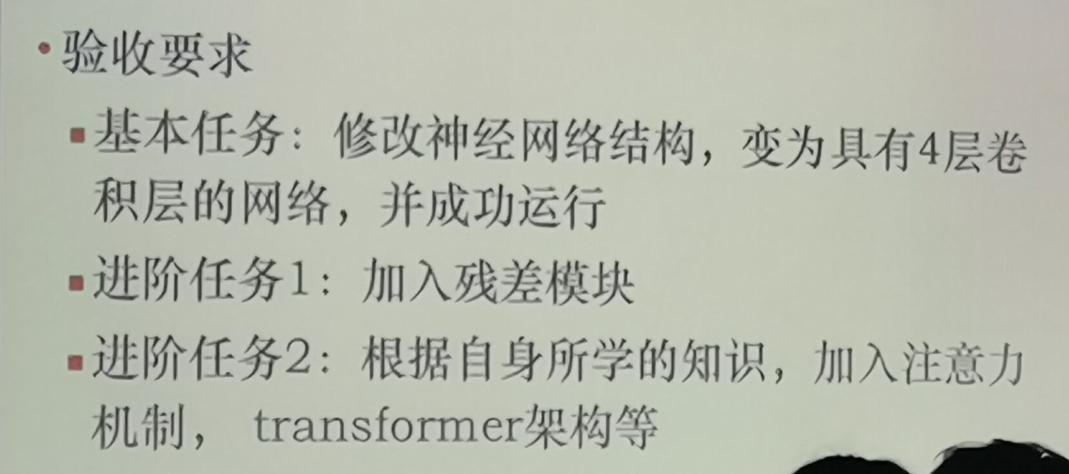 • 验收要求
▪ 基本任务：修改神经网络结构，变为具有4层卷
积层的网络，并成功运行
▪ 进阶任务1：加入残差模块
▪ 进阶任务2：根据自身所学的知识，加入注意力
机制， transformer架构等